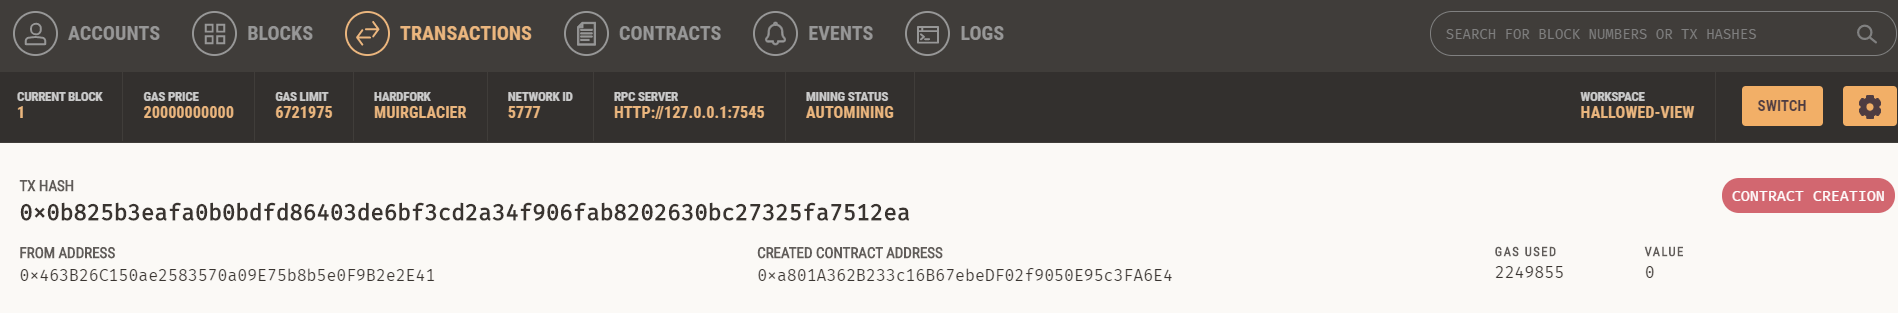 ACCOUNTS BLOCKS TRANSACTIONS CONTRACTS EVENTS LOGS SEARCH FOR BLOCK NUMBERS OR TX HASHES
CURRENT BLOCK GAS PRICE GAS LIMIT HARDFORK NETWORK ID RPC SERVER MINING STATUS WORKSPACE
1 20000000000 6721975 MUIRGLACIER 5777 HTTP://127.0.0.1:7545 AUTOMINING HALLOWED-VIEW SWITCH
TX HASH
0×0b825b3eafa0b0bdfd86403de6bf3cd2a34f906fab8202630bc27325fa7512ea CONTRACT CREATION
FROM ADDRESS CREATED CONTRACT ADDRESS GAS USED VALUE
0×463B26C150ae2583570a09E75b8b5e0F9B2e2E41 0×a801A362B233c16B67ebeDF02f9050E95c3FA6E4 2249855 0